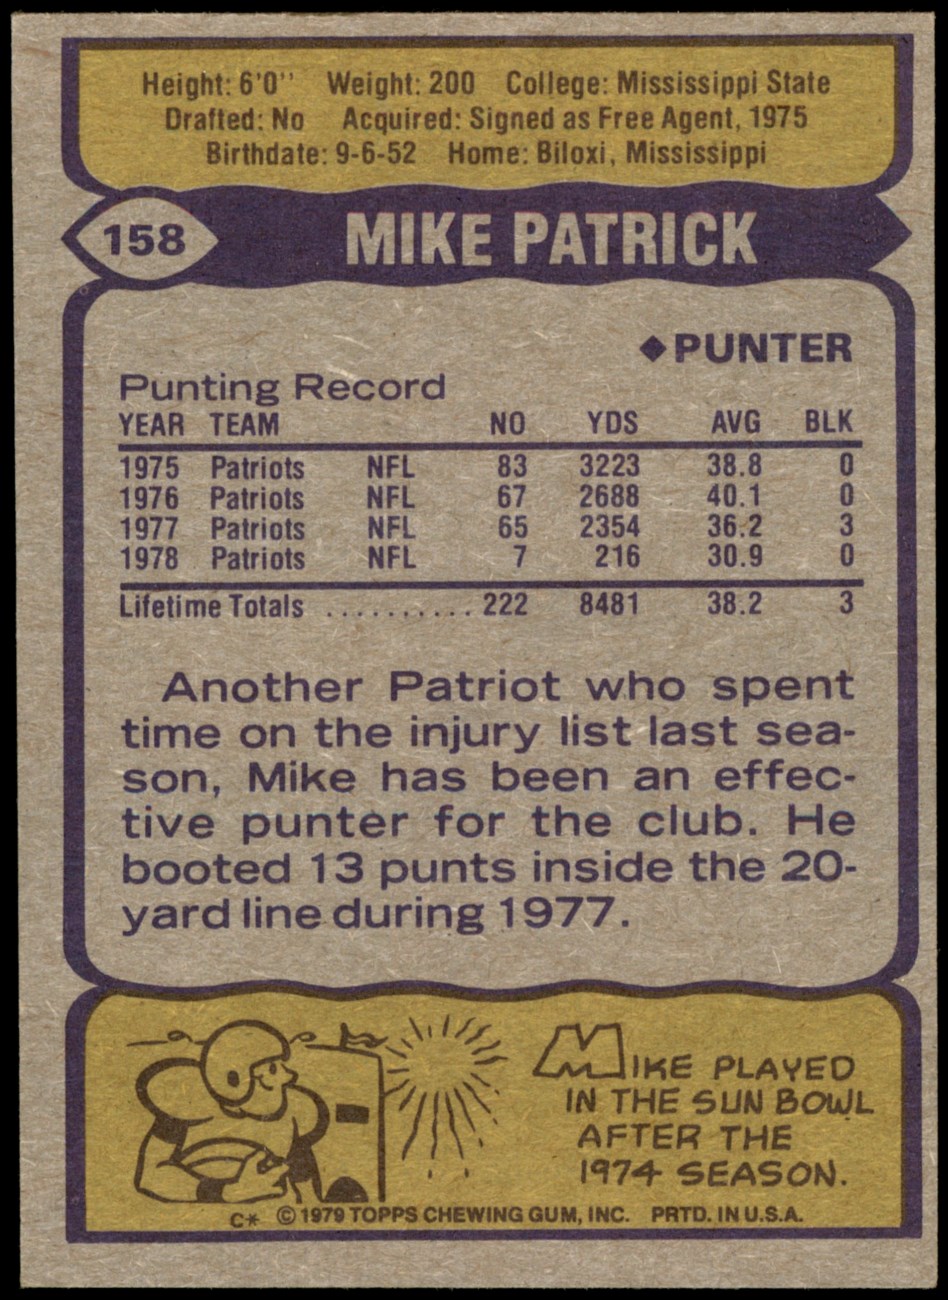 Height: 6'0" Weight: 200 College: Mississippi State
Drafted: No Acquired: Signed as Free Agent, 1975
Birthdate: 9-6-52 Home: Biloxi, Mississippi
158 MIKE PATRICK
◆PUNTER
Punting Record
YEAR TEAM NO YDS AVG BLK
1975 Patriots NFL 83 3223 38.8 0
1976 Patriots NFL 67 2688 40.1 0
1977 Patriots NFL 65 2354 36.2 3
1978 Patriots NFL 7 216 30.9 0
Lifetime Totals .......... 222 8481 38.2 3
Another Patriot who spent
time on the injury list last sea-
son, Mike has been an effec-
tive punter for the club. He
booted 13 punts inside the 20-
yard line during 1977.
MIKE PLAYED
IN THE SUN BOWL
AFTER THE
1974 SEASON.
C* © 1979 TOPPS CHEWING GUM, INC. PRTD. IN U.S.A.